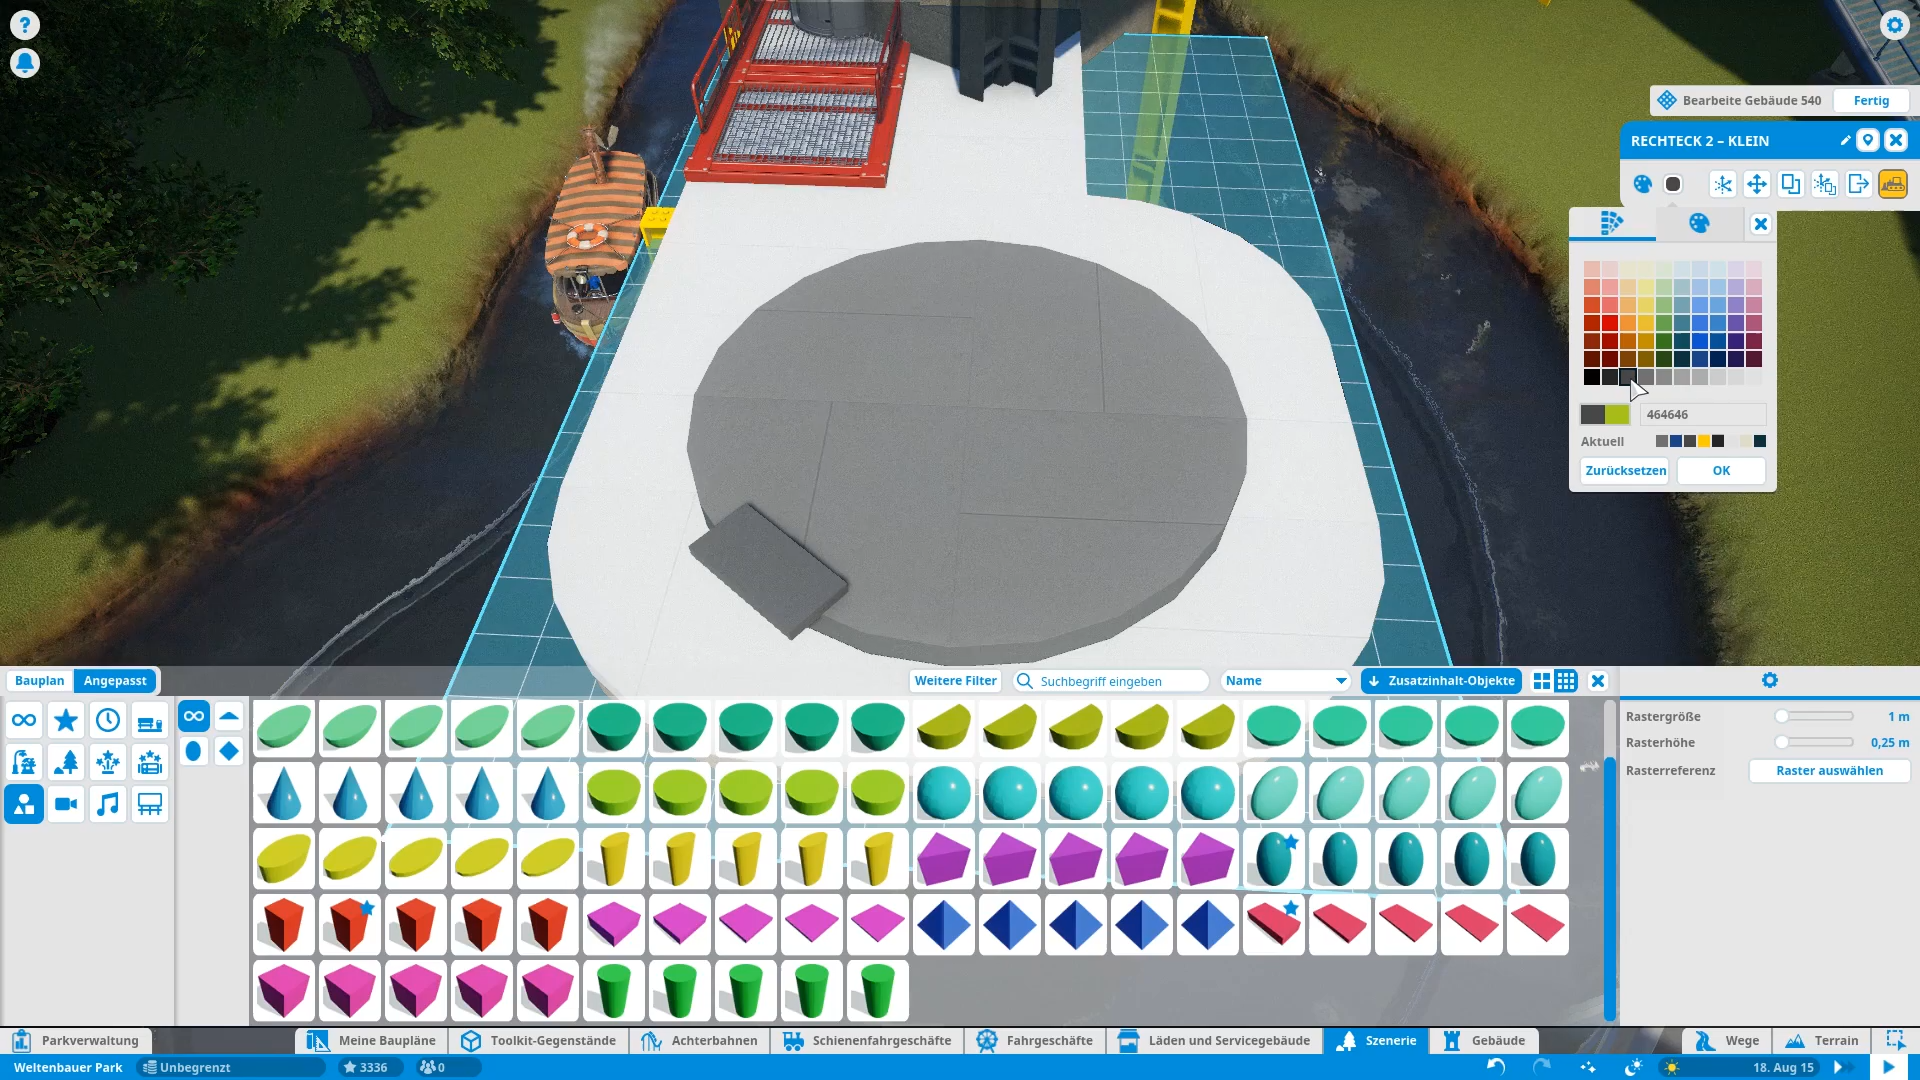 Bearbeite Gebäude 540
Fertig
RECHTECK 2 – KLEIN
464646
Aktuell
Zurücksetzen
OK
Bauplan
Angepasst
Weitere Filter
Suchbegriff eingeben
Name
Zusatzinhalt-Objekte
Rastergröße
1 m
Rasterhöhe
0,25 m
Rasterreferenz
Raster auswählen
Parkverwaltung
Meine Baupläne
Toolkit-Gegenstände
Achterbahnen
Schienenfahrgeschäfte
Fahrgeschäfte
Läden und Servicegebäude
Szenerie
Gebäude
Wege
Terrain
Weltenbauer Park
Unbegrenzt
3336
0
18. Aug 15